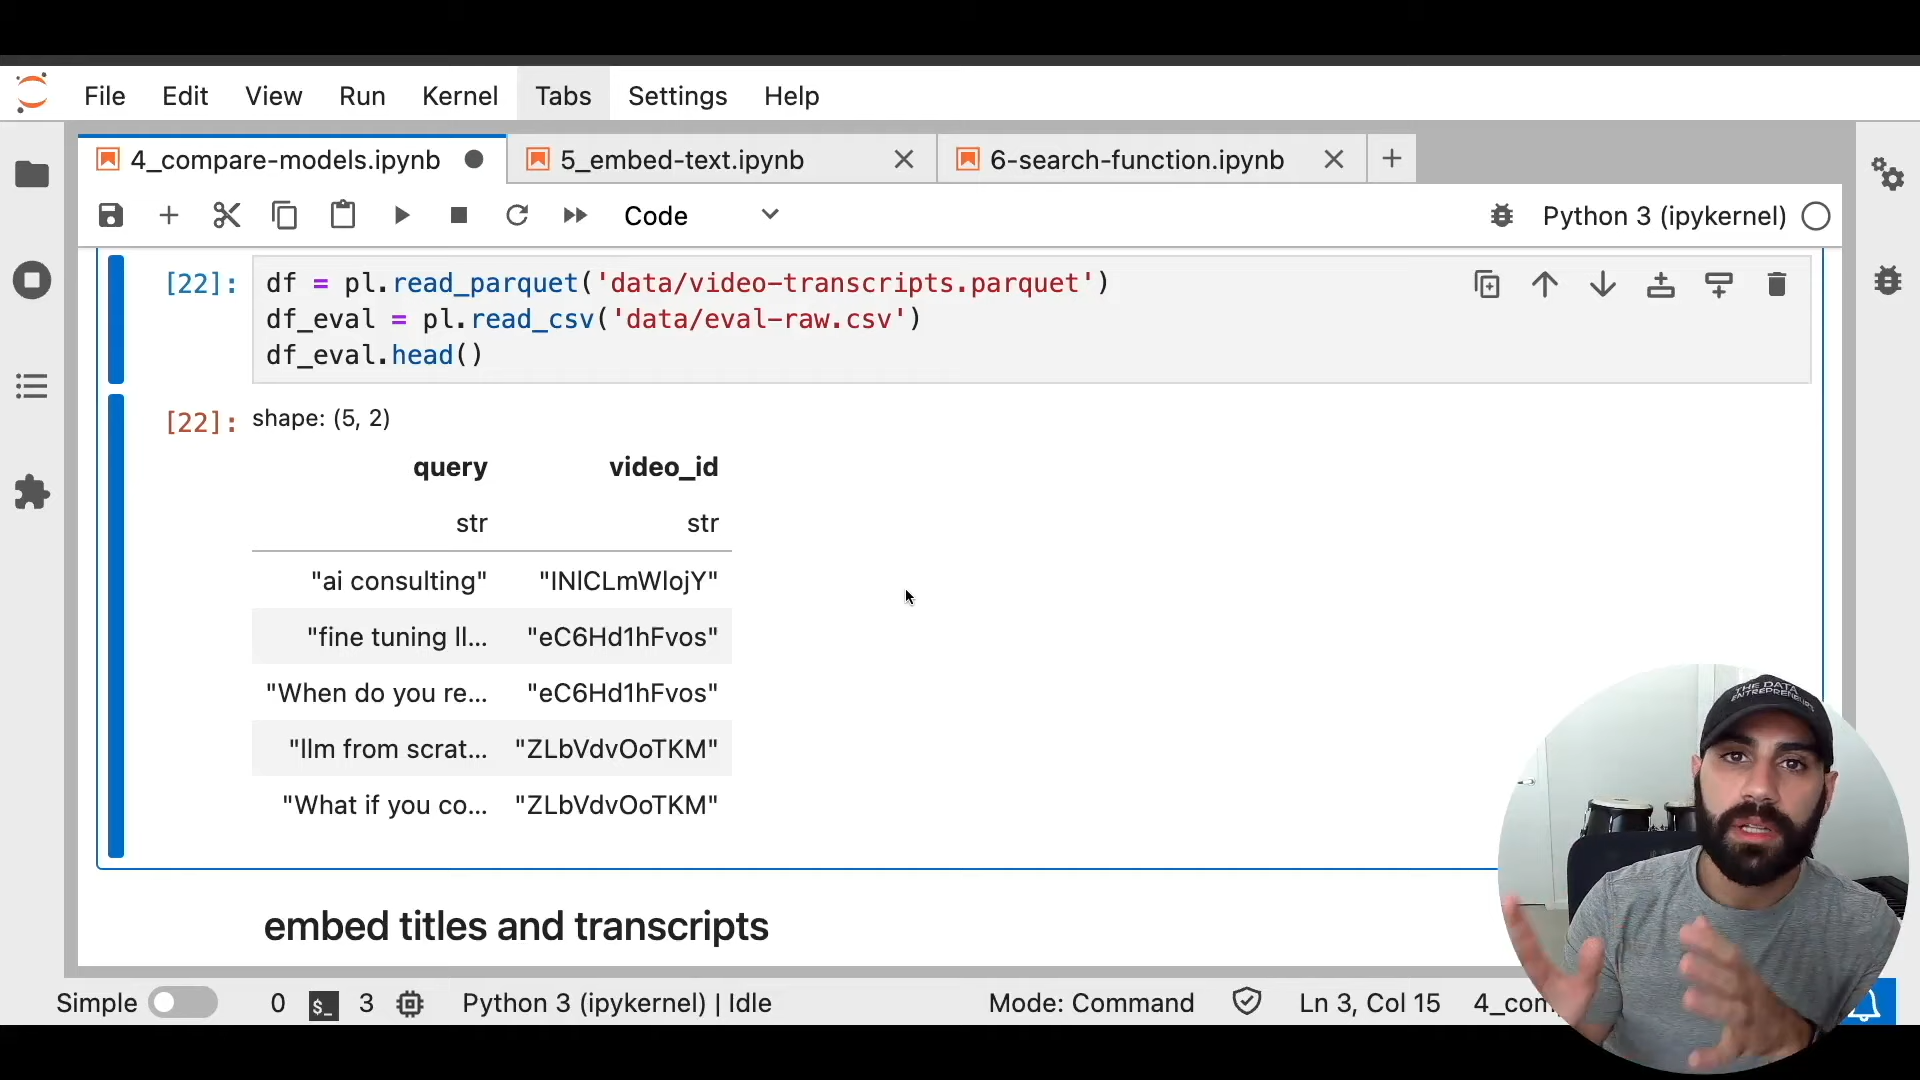 File Edit View Run Kernel Tabs Settings Help
4_compare-models.ipynb 5_embed-text.ipynb 6-search-function.ipynb
Code Python 3 (ipykernel)
[22]: df = pl.read_parquet('data/video-transcripts.parquet')
df_eval = pl.read_csv('data/eval-raw.csv')
df_eval.head()
[22]: shape: (5, 2)
query video_id
str str
"ai consulting" "INlCLmWlojY"
"fine tuning ll... "eC6Hd1hFvos"
"When do you re... "eC6Hd1hFvos"
"llm from scrat... "ZLbVdvOoTKM"
"What if you co... "ZLbVdvOoTKM"
THE DATA
ENTREPRENEURS
embed titles and transcripts
Simple 0 $_ 3 Python 3 (ipykernel) | Idle Mode: Command Ln 3, Col 15 4_com